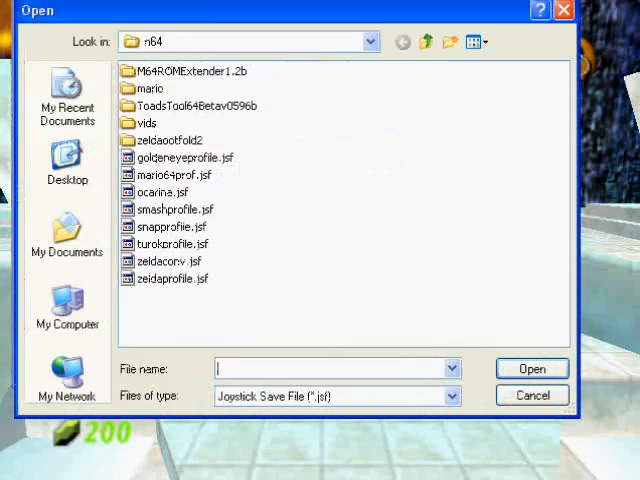 Open
Look in:
n64
My Recent
Documents
Desktop
My Documents
My Computer
My Network
M64ROMExtender1.2b
mario
ToadsTool64Betav0596b
vids
zeldaootfold2
goldeneyeprofile.jsf
mario64prof.jsf
ocarina.jsf
smashprofile.jsf
snapprofile.jsf
turokprofile.jsf
zeldaconv.jsf
zeldaprofile.jsf
File name:
Open
Files of type:
Joystick Save File (*.jsf)
Cancel
200